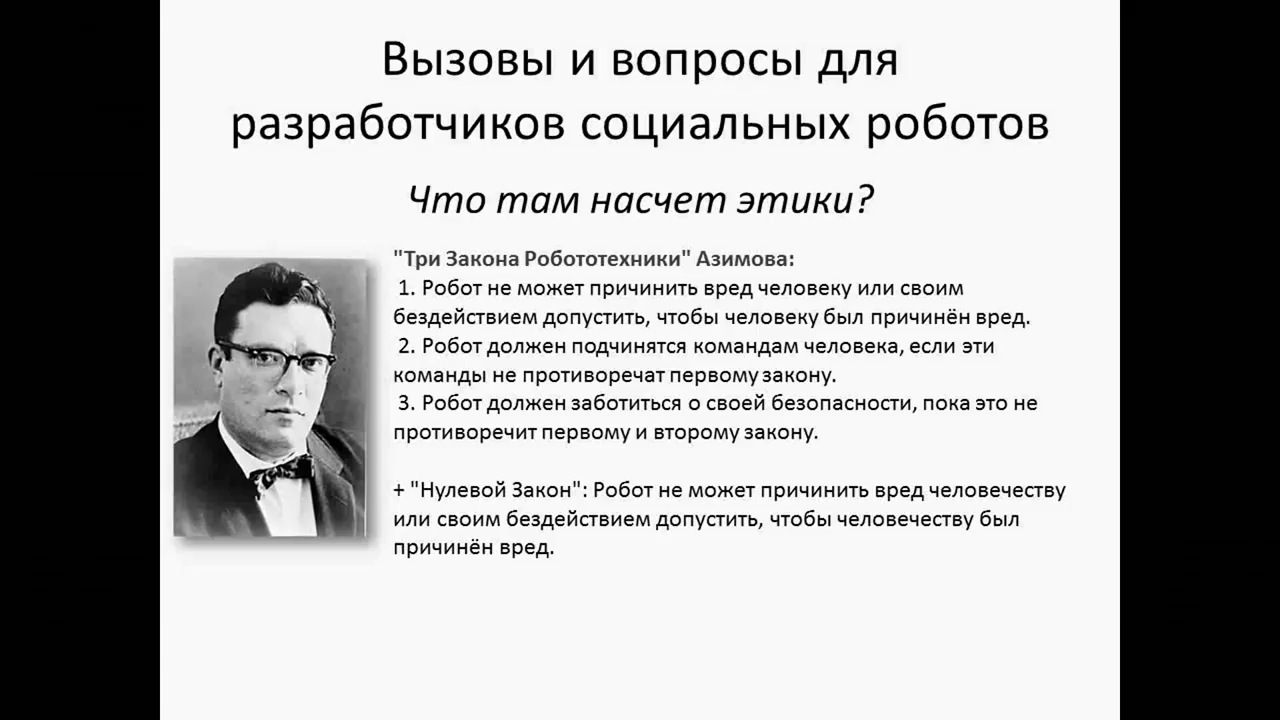 Вызовы и вопросы для
разработчиков социальных роботов
Что там насчет этики?
"Три Закона Робототехники" Азимова:
1. Робот не может причинить вред человеку или своим
бездействием допустить, чтобы человеку был причинён вред.
2. Робот должен подчинятся командам человека, если эти
команды не противоречат первому закону.
3. Робот должен заботиться о своей безопасности, пока это не
противоречит первому и второму закону.
+ "Нулевой Закон": Робот не может причинить вред человечеству
или своим бездействием допустить, чтобы человечеству был
причинён вред.